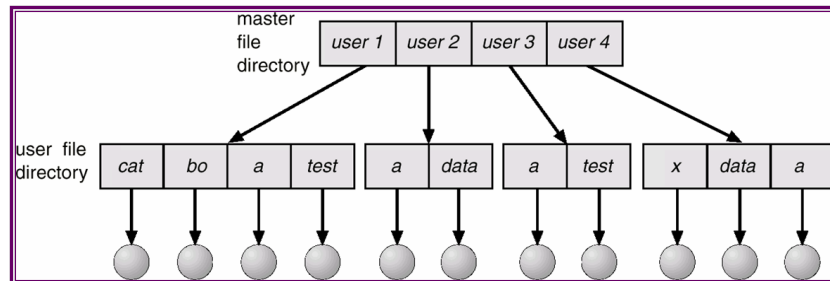 master
file
directory
user 1 user 2 user 3 user 4
user file
directory
cat bo a test a data a test x data a